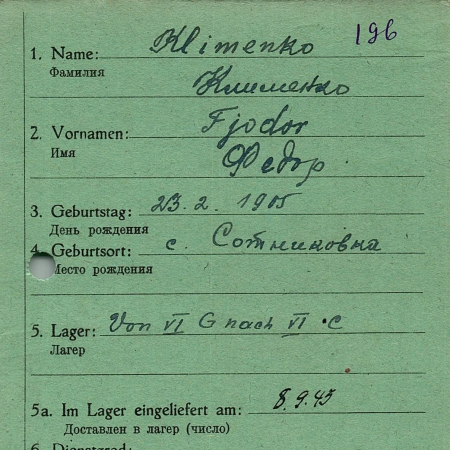 196
1. Name: Klimenko
Фамилия
Клименко
2. Vornamen: Fjodor
Имя
Федор
3. Geburtstag: 23. 2. 1905
День рождения
4. Geburtsort: с. Сотниковка
Место рождения
5. Lager: Von VI G nach VI C
Лагер
5a. Im Lager eingeliefert am: 8.9.43
Доставлен в лагер (число)